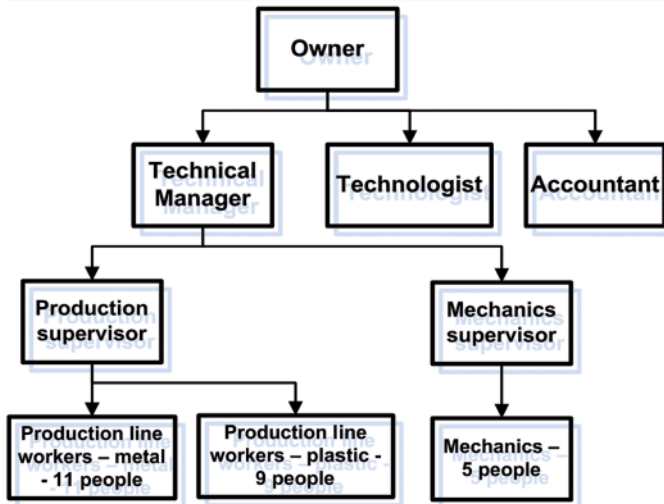 Owner
Technical
Manager
Technologist
Accountant
Production
supervisor
Mechanics
supervisor
Production line
workers – metal
- 11 people
Production line
workers – plastic -
9 people
Mechanics –
5 people